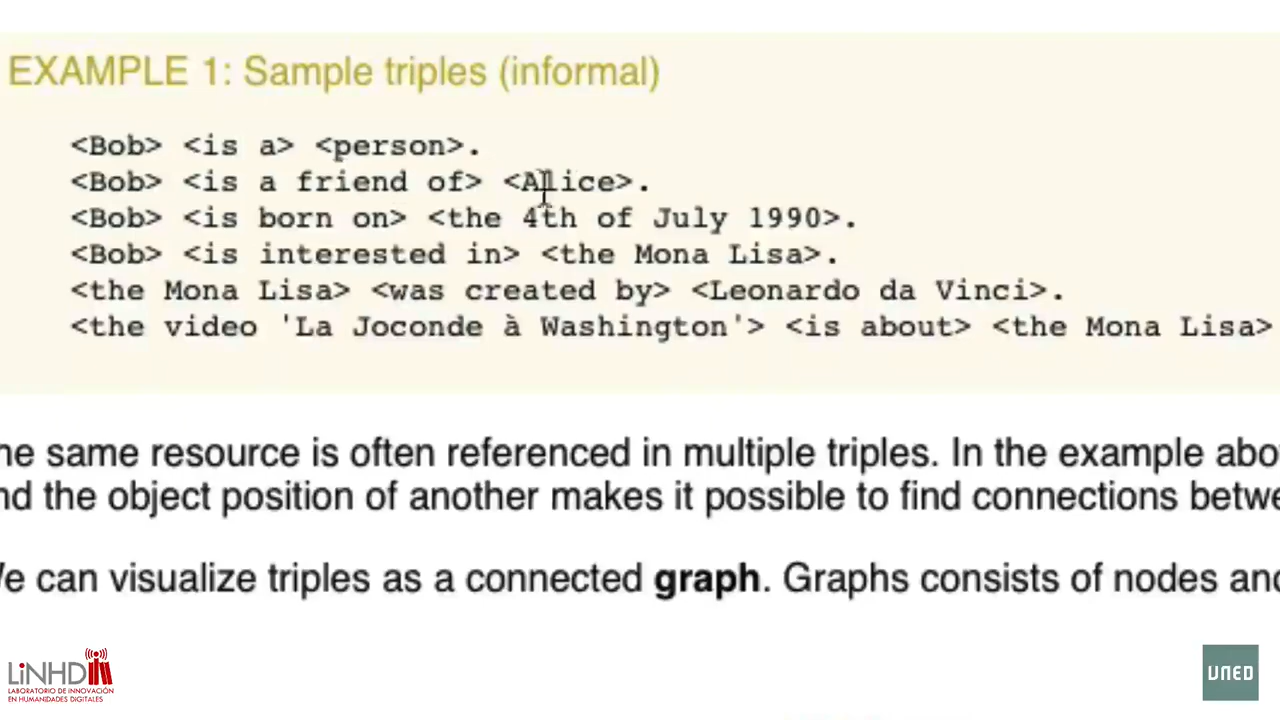 EXAMPLE 1: Sample triples (informal)
<Bob> <is a> <person>.
<Bob> <is a friend of> <Alice>.
<Bob> <is born on> <the 4th of July 1990>.
<Bob> <is interested in> <the Mona Lisa>.
<the Mona Lisa> <was created by> <Leonardo da Vinci>.
<the video 'La Joconde à Washington'> <is about> <the Mona Lisa>
he same resource is often referenced in multiple triples. In the example abo
nd the object position of another makes it possible to find connections betwe
e can visualize triples as a connected graph. Graphs consists of nodes and
LiNHD
LABORATORIO DE INNOVACIÓN
EN HUMANIDADES DIGITALES
UNED